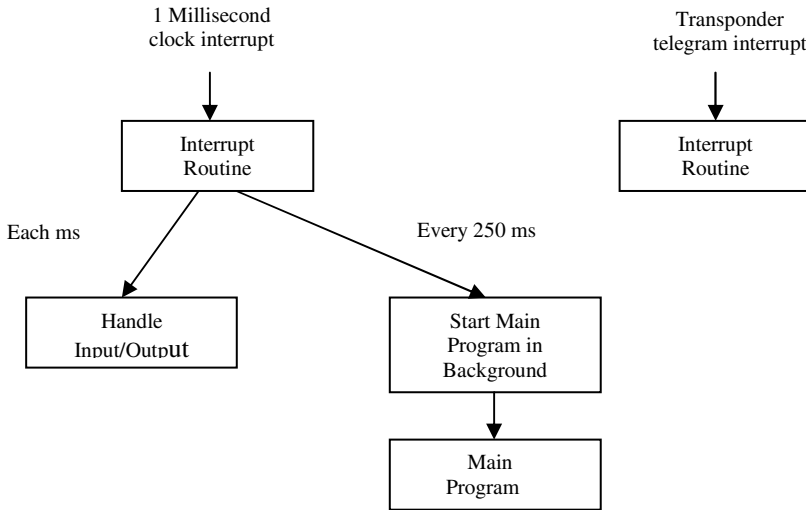 1 Millisecond
clock interrupt
Transponder
telegram interrupt
Interrupt
Routine
Interrupt
Routine
Each ms
Every 250 ms
Handle
Input/Output
Start Main
Program in
Background
Main
Program